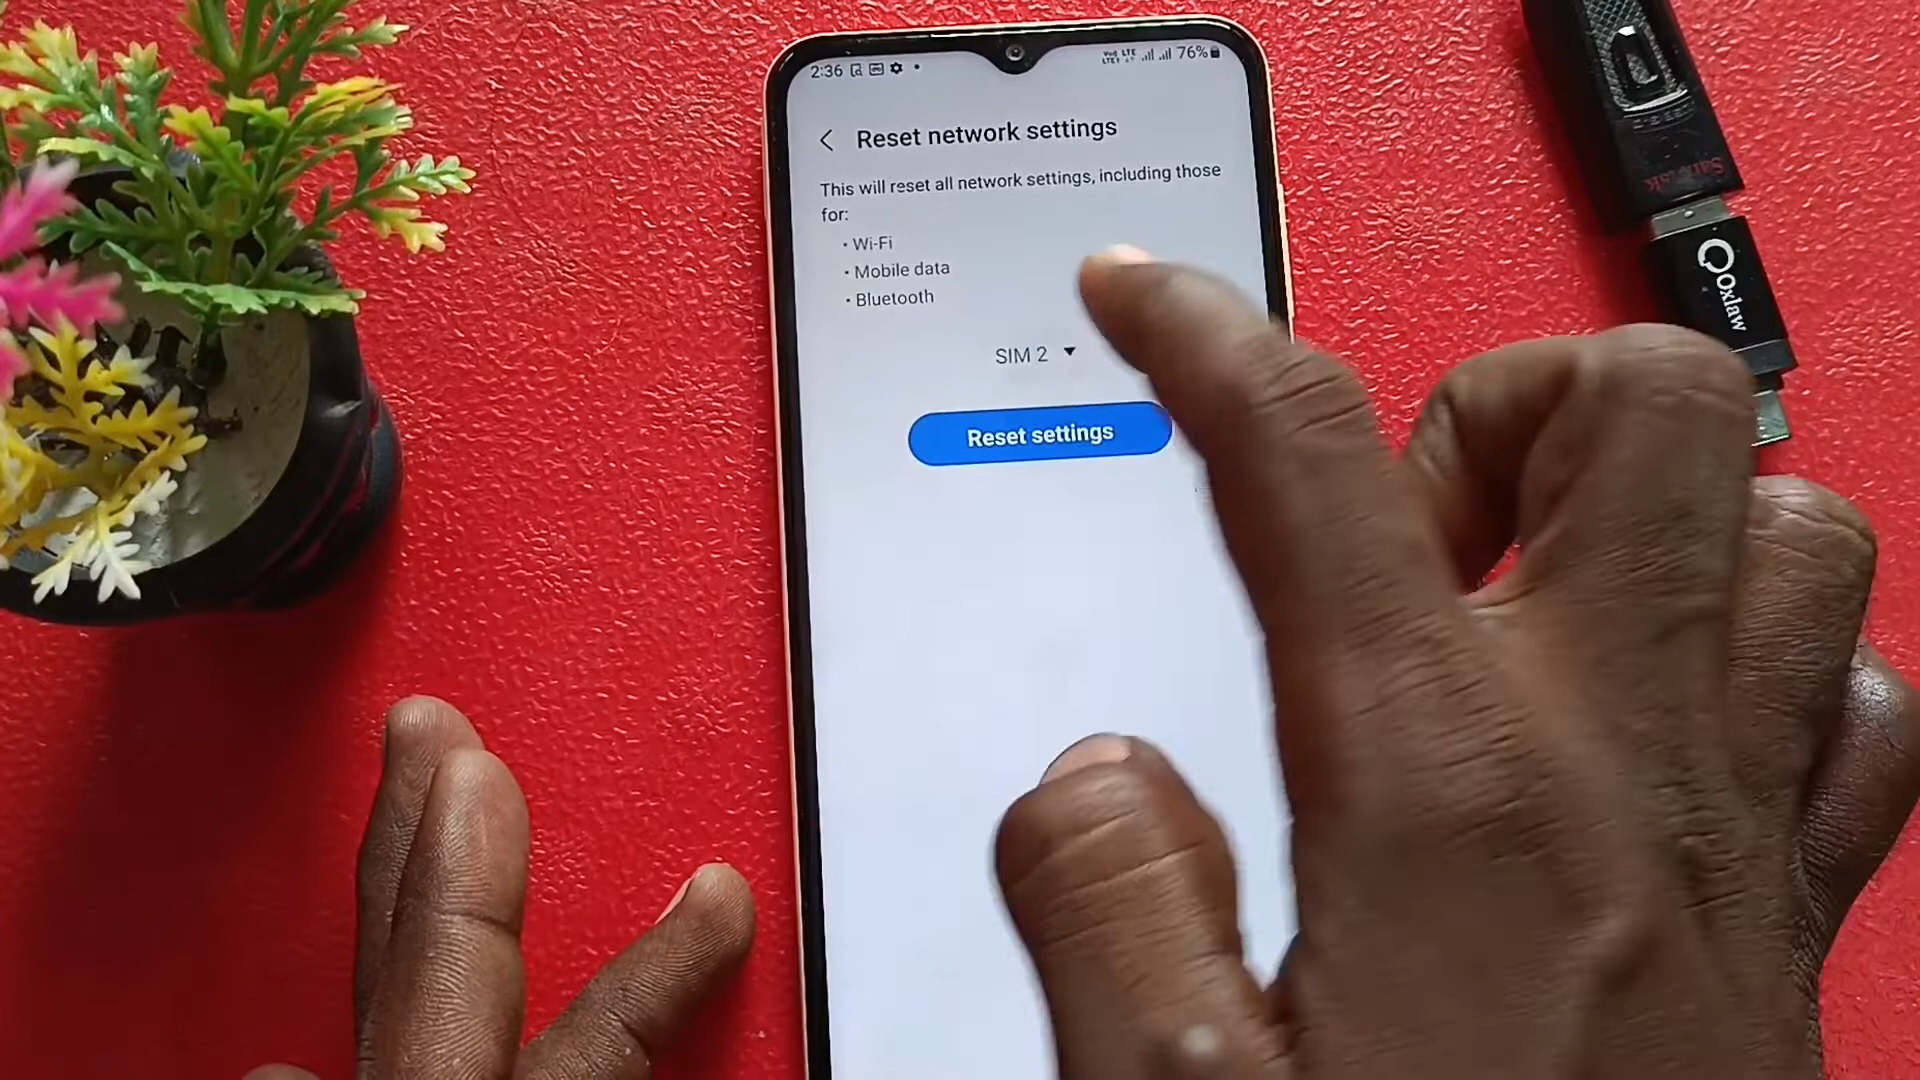 2:36
76%
Reset network settings
This will reset all network settings, including those
for:
• Wi-Fi
• Mobile data
• Bluetooth
SIM 2
Reset settings
SanDisk
Oxlaw